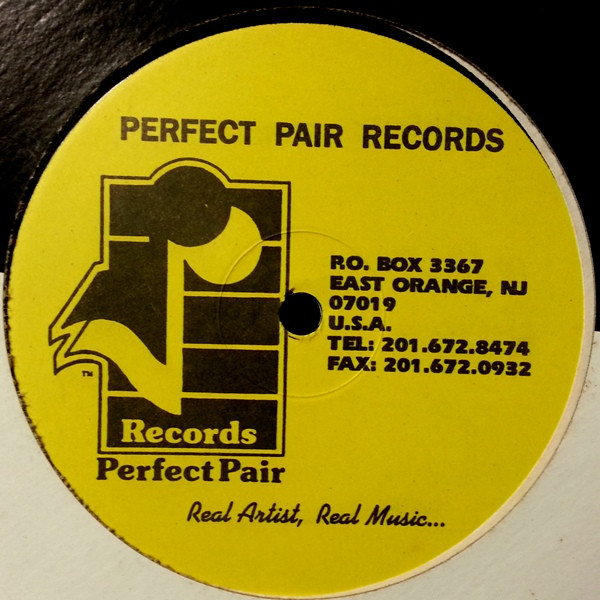 PERFECT PAIR RECORDS
P.O. BOX 3367
EAST ORANGE, NJ
07019
U.S.A.
TEL: 201.672.8474
FAX: 201.672.0932
TM
Records
Perfect Pair
Real Artist, Real Music...